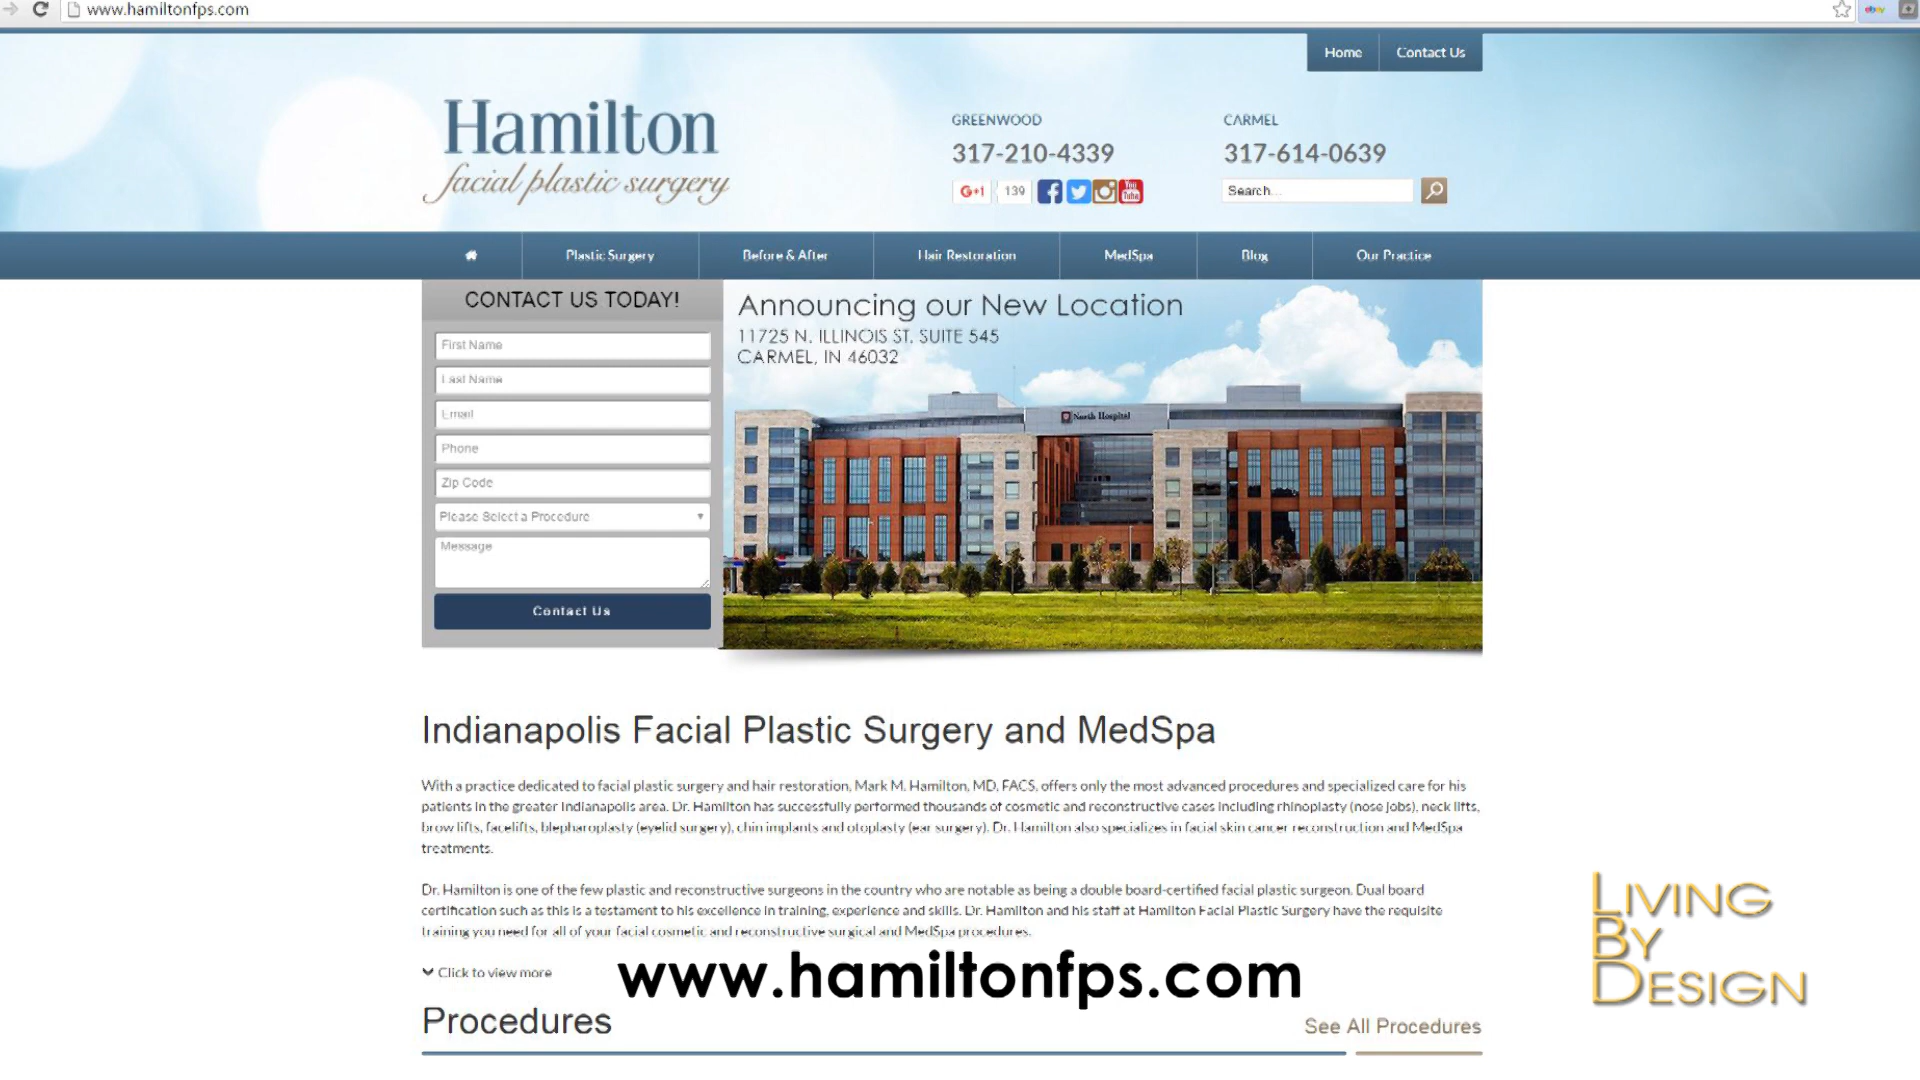 www.hamiltonfps.com
ebay
Home
Contact Us
Hamilton
facial plastic surgery
GREENWOOD
317-210-4339
CARMEL
317-614-0639
G+1
139
You
Tube
Search...
Plastic Surgery
Before & After
Hair Restoration
MedSpa
Blog
Our Practice
CONTACT US TODAY!
First Name
Last Name
Email
Phone
Zip Code
Please Select a Procedure
Message
Contact Us
Announcing our New Location
11725 N. ILLINOIS ST. SUITE 545
CARMEL, IN 46032
North Hospital
Indianapolis Facial Plastic Surgery and MedSpa
With a practice dedicated to facial plastic surgery and hair restoration, Mark M. Hamilton, MD, FACS, offers only the most advanced procedures and specialized care for his
patients in the greater Indianapolis area. Dr. Hamilton has successfully performed thousands of cosmetic and reconstructive cases including rhinoplasty (nose jobs), neck lifts,
brow lifts, facelifts, blepharoplasty (eyelid surgery), chin implants and otoplasty (ear surgery). Dr. Hamilton also specializes in facial skin cancer reconstruction and MedSpa
treatments.
Dr. Hamilton is one of the few plastic and reconstructive surgeons in the country who are notable as being a double board-certified facial plastic surgeon. Dual board
certification such as this is a testament to his excellence in training, experience and skills. Dr. Hamilton and his staff at Hamilton Facial Plastic Surgery have the requisite
training you need for all of your facial cosmetic and reconstructive surgical and MedSpa procedures.
Click to view more
www.hamiltonfps.com
Procedures
See All Procedures
LIVING
BY
DESIGN